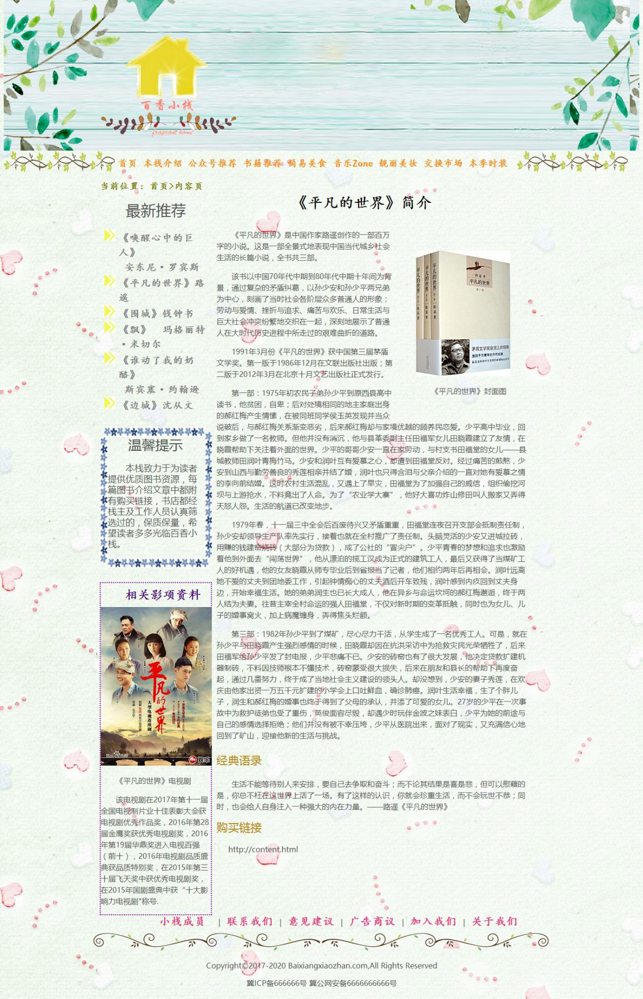 百香小栈
fragrant home
首页 本栈介绍 公众号推荐 书籍推荐 简易美食 音乐Zone 靓丽美妆 交换市场 本季时装
当前位置：首页>内容页
最新推荐
《唤醒心中的巨
人》
安东尼·罗宾斯
《平凡的世界》路
遥
《围城》钱钟书
《飘》 玛格丽特
·米切尔
《谁动了我的奶
酪》
斯宾塞·约翰逊
《边城》沈从文
温馨提示
本栈致力于为读者
提供优质图书资源，每
篇图书介绍文章中都附
有购买链接，书店都经
栈主及工作人员认真筛
选过的，保质保量，希
望读者多多光临百香小
栈。
相关影项资料
平凡的世界
大型电视连续剧
Bai百科
娱乐
《平凡的世界》电视剧
该电视剧在2017年第十一届
全国电视制片业十佳表彰大会获
电视剧优秀作品奖，2016年第28
届金鹰奖获优秀电视剧奖，2016
年第19届华鼎奖进入电视百强
（前十），2016年电视剧品质盛
典获品质特别奖，在2015年第三
十届飞天奖中获优秀电视剧奖，
在2015年国剧盛典中获“十大影
响力电视剧"称号.
《平凡的世界》简介
《平凡的世界》是中国作家路遥创作的一部百万
字的小说。这是一部全景式地表现中国当代城乡社会
生活的长篇小说，全书共三部。
该书以中国70年代中期到80年代中期十年间为背
景，通过复杂的矛盾纠葛，以孙少安和孙少平两兄弟
为中心，刻画了当时社会各阶层众多普通人的形象；
劳动与爱情、挫折与追求、痛苦与欢乐、日常生活与
巨大社会冲突纷繁地交织在一起，深刻地展示了普通
人在大时代历史进程中所走过的艰难曲折的道路。
1991年3月份《平凡的世界》获中国第三届茅盾
文学奖。第一版于1986年12月在文联出版社出版；第
二版于2012年3月在北京十月文艺出版社正式发行。
平凡的世界
路遥 著
平凡的世界
第一部
茅盾文学奖皇冠上的明珠
激励千万青年的不朽经典
《平凡的世界》封面图
第一部：1975年初农民子弟孙少平到原西县高中
读书，他贫困，自卑；后对处境相同的地主家庭出身
的郝红梅产生情愫，在被同班同学侯玉英发现并当众
说破后，与郝红梅关系渐变恶劣，后来郝红梅却与家境优越的顾养民恋爱。少平高中毕业，回
到家乡做了一名教师。但他并没有消沉，他与县革委副主任田福军女儿田晓霞建立了友情，在
晓霞帮助下关注着外面的世界。少平的哥哥少安一直在家劳动，与村支书田福堂的女儿——县
城教师田润叶青梅竹马。少安和润叶互有爱慕之心，却遭到田福堂反对。经过痛苦的煎熬，少
安到山西与勤劳善良的秀莲相亲并结了婚，润叶也只得含泪与父亲介绍的一直对她有爱慕之情
的李向前结婚。这时农村生活混乱，又遇上了旱灾，田福堂为了加强自己的威信，组织偷挖河
坝与上游抢水，不料竟出了人命。为了“农业学大寨”，他好大喜功炸山修田叫人搬家又弄得
天怒人怨。生活的航道已改变地步。
1979年春，十一届三中全会后百废待兴又矛盾重重，田福堂连夜召开支部会抵制责任制，
孙少安却领导生产队率先实行，接着也就在全村推广了责任制。头脑灵活的少安又进城拉砖，
用赚的钱建窑烧砖（大部分为贷款），成了公社的“冒尖户”。少平青春的梦想和追求也激励
着他到外面去“闯荡世界”，他从漂泊的揽工汉成为正式的建筑工人，最后又获得了当煤矿工
人的好机遇，他的女友晓霞从师专毕业后到省报当了记者，他们相约两年后再相会。润叶远离
她不爱的丈夫到团地委工作，引起钟情痴心的丈夫酒后开车致残，润叶感到内疚回到丈夫身
边，开始幸福生活。她的弟弟润生也已长大成人，他在异乡与命运坎坷的郝红梅邂逅，终于两
人结为夫妻。往昔主宰全村命运的强人田福堂，不仅对新时期的变革抵触，同时也为女儿、儿
子的婚事窝火，加上病魔缠身，弄得焦头烂额。
第三部：1982年孙少平到了煤矿，尽心尽力干活，从学生成了一名优秀工人。可是，就在
孙少平与田晓霞产生强烈感情的时候，田晓霞却因在抗洪采访中为抢救灾民光荣牺牲了，后来
田福军给孙少平发了封电报，少平悲痛不已。少安的砖窑也有了很大发展，他决定贷款扩建机
器制砖，不料因技师根本不懂技术，砖窑蒙受很大损失，后来在朋友和县长的帮助下再度奋
起，通过几番努力，终于成了当地社会主义建设的领头人。却没想到，少安的妻子秀莲，在欢
庆由他家出资一万五千元扩建的小学会上口吐鲜血，确诊肺癌。润叶生活幸福，生了个胖儿
子，润生和郝红梅的婚事也终于得到了父母的承认，并添了可爱的女儿。27岁的少平在一次事
故中为救护徒弟也受了重伤，英俊面容尽毁，却遇少时玩伴金波之妹表白，少平为她的前途与
自己的感情选择拒绝；他们并没有被不幸压垮，少平从医院出来，面对了现实，又充满信心地
回到了矿山，迎接他新的生活与挑战。
经典语录
生活不能等待别人来安排，要自己去争取和奋斗；而不论其结果是喜是悲，但可以慰藉的
是，你总不枉在这世界上活了一场。有了这样的认识，你就会珍重生活，而不会玩世不恭；同
时，也会给人自身注入一种强大的内在力量。——路遥《平凡的世界》
购买链接
http://content.html
小栈成员 | 联系我们 | 意见建议 | 广告商议 | 加入我们 | 关于我们
Copyright©2017-2020 Baixiangxiaozhan.com,All Rights Reserved
冀ICP备666666号 冀公网安备6666666666号